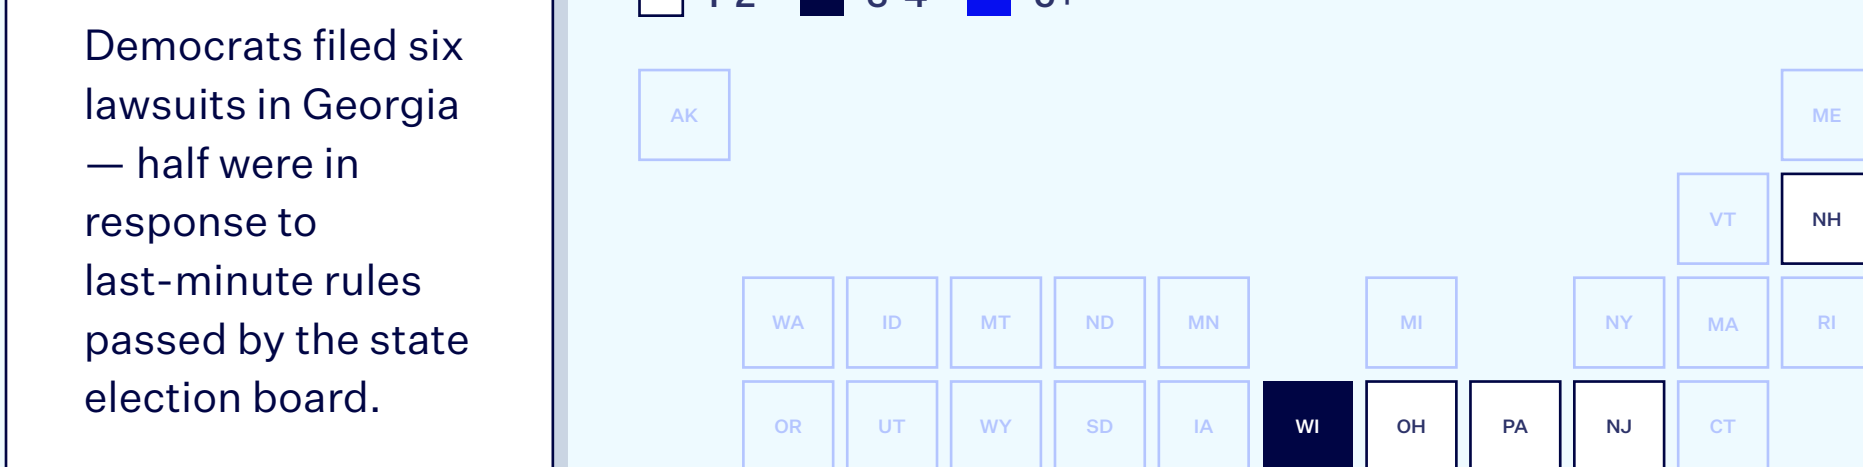 Democrats filed six
lawsuits in Georgia
— half were in
response to
last-minute rules
passed by the state
election board.
AK
ME
VT
NH
WA
ID
MT
ND
MN
MI
NY
MA
RI
OR
UT
WY
SD
IA
WI
OH
PA
NJ
CT